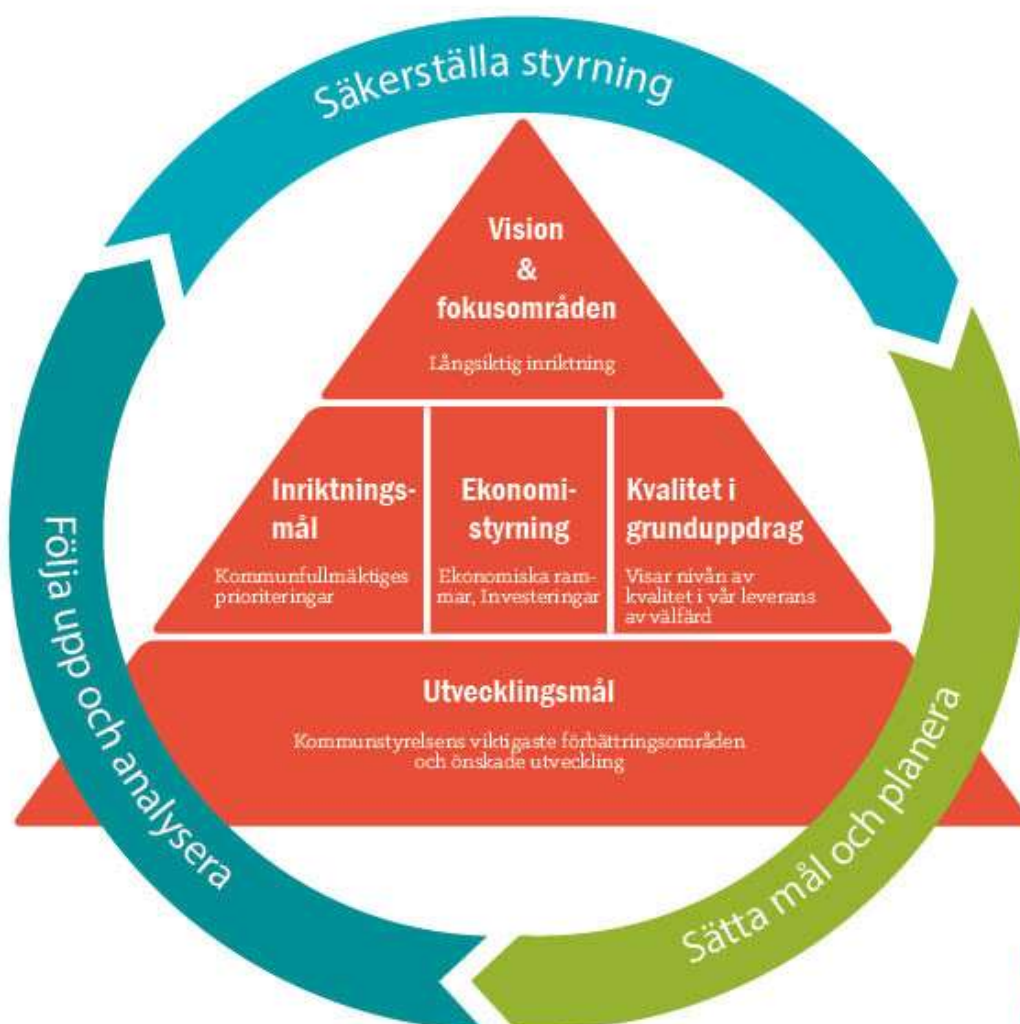 Säkerställa styrning
Vision
&
fokusområden
Långsiktig inriktning
Inriktnings-
mål
Kommunfullmäktiges
prioriteringar
Ekonomi-
styrning
Ekonomiska ram-
mar, Investeringar
Kvalitet i
grunduppdrag
Visar nivån av
kvalitet i vår leverans
av välfärd
Utvecklingsmål
Kommunstyrelsens viktigaste förbättringsområden
och önskade utveckling
Sätta mål och planera
Följa upp och analysera